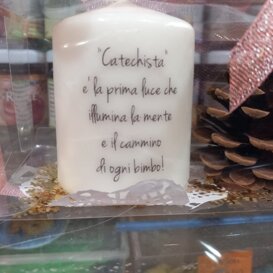 "Catechista"
e' la prima luce che
illumina la mente
e il cammino
di ogni bimbo!